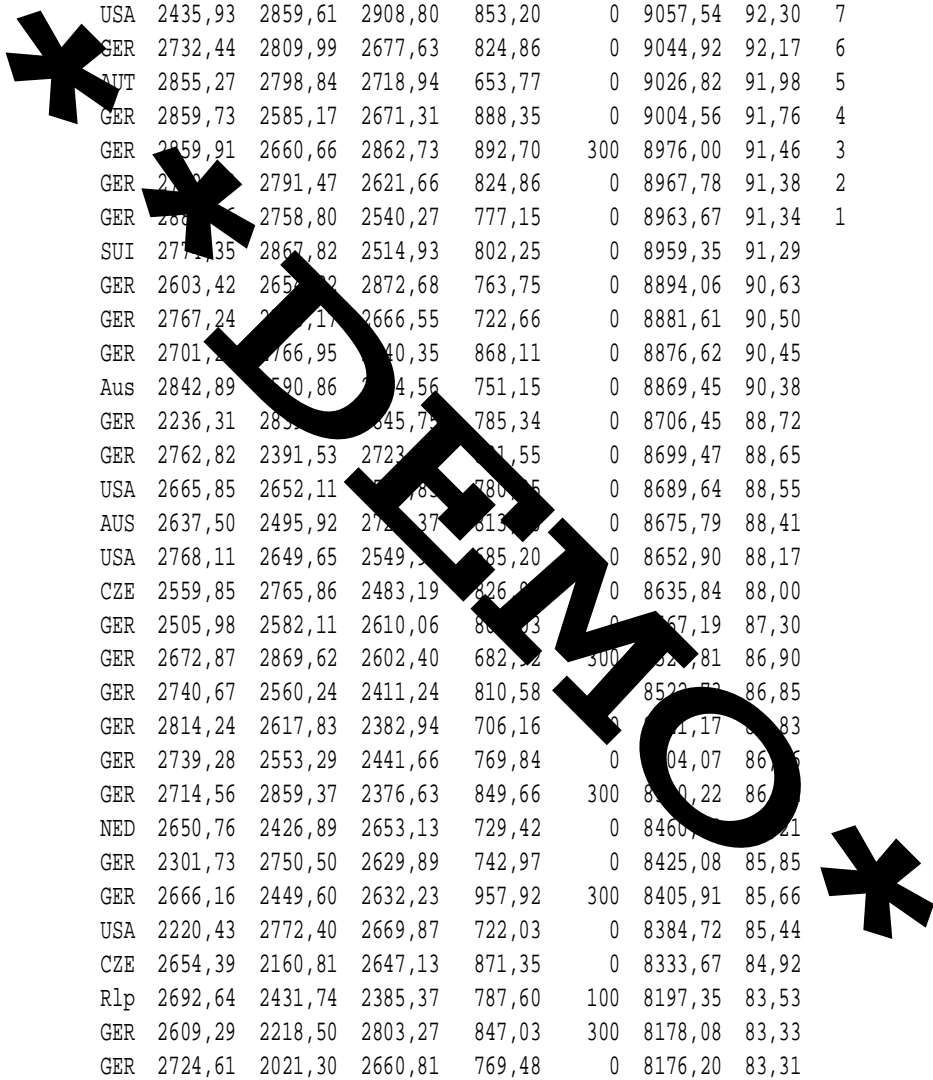 USA 2435,93 2859,61 2908,80 853,20 0 9057,54 92,30 7
GER 2732,44 2809,99 2677,63 824,86 0 9044,92 92,17 6
AUT 2855,27 2798,84 2718,94 653,77 0 9026,82 91,98 5
GER 2859,73 2585,17 2671,31 888,35 0 9004,56 91,76 4
GER 2859,91 2660,66 2862,73 892,70 300 8976,00 91,46 3
GER 2791,47 2621,66 824,86 0 8967,78 91,38 2
GER 2758,80 2540,27 777,15 0 8963,67 91,34 1
SUI 2867,82 2514,93 802,25 0 8959,35 91,29
GER 2603,42 2872,68 763,75 0 8894,06 90,63
GER 2767,24 2666,55 722,66 0 8881,61 90,50
GER 868,11 0 8876,62 90,45
Aus 2842,89 751,15 0 8869,45 90,38
GER 2236,31 785,34 0 8706,45 88,72
GER 2762,82 2391,53 0 8699,47 88,65
USA 2665,85 2652,11 0 8689,64 88,55
AUS 2637,50 2495,92 0 8675,79 88,41
USA 2768,11 2649,65 685,20 0 8652,90 88,17
CZE 2559,85 2765,86 2483,19 0 8635,84 88,00
GER 2505,98 2582,11 2610,06 87,30
GER 2672,87 2869,62 2602,40 300 86,90
GER 2740,67 2560,24 2411,24 810,58 86,85
GER 2814,24 2617,83 2382,94 706,16
GER 2739,28 2553,29 2441,66 769,84 0
GER 2714,56 2859,37 2376,63 849,66 300
NED 2650,76 2426,89 2653,13 729,42 0
GER 2301,73 2750,50 2629,89 742,97 0 8425,08 85,85
GER 2666,16 2449,60 2632,23 957,92 300 8405,91 85,66
USA 2220,43 2772,40 2669,87 722,03 0 8384,72 85,44
CZE 2654,39 2160,81 2647,13 871,35 0 8333,67 84,92
Rlp 2692,64 2431,74 2385,37 787,60 100 8197,35 83,53
GER 2609,29 2218,50 2803,27 847,03 300 8178,08 83,33
GER 2724,61 2021,30 2660,81 769,48 0 8176,20 83,31
* * DEMO *